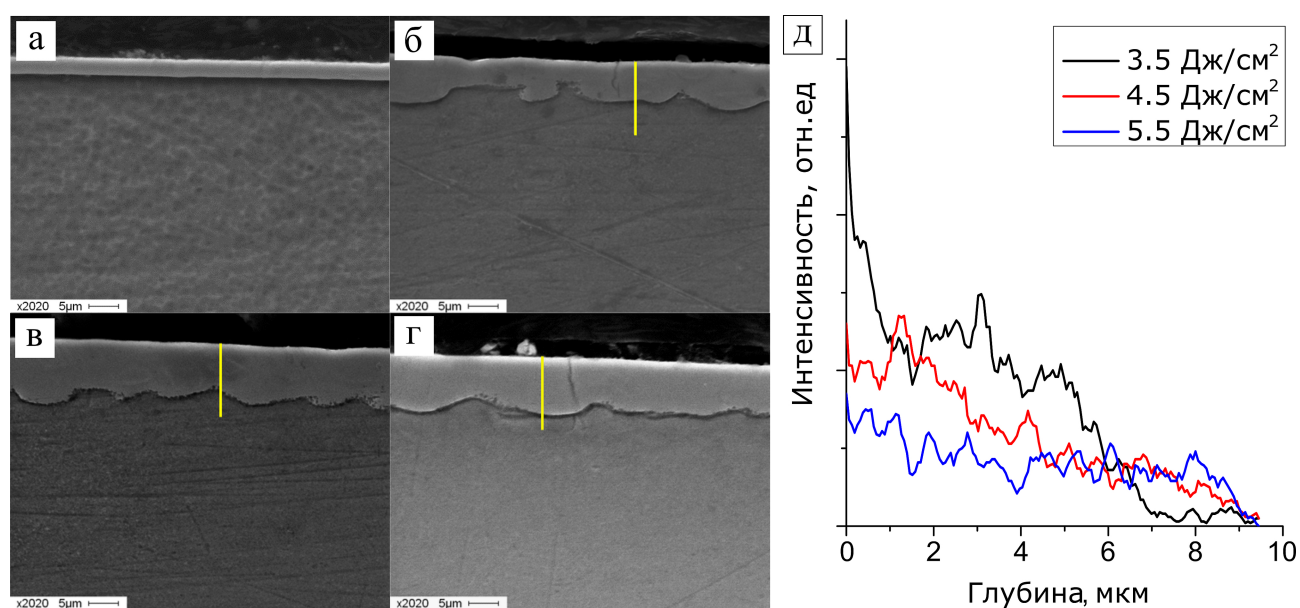 а
б
x2020 5µm
x2020 5µm
в
г
x2020 5µm
x2020 5µm
д
3.5 Дж/см²
4.5 Дж/см²
5.5 Дж/см²
Интенсивность, отн.ед
0 2 4 6 8 10
Глубина, мкм